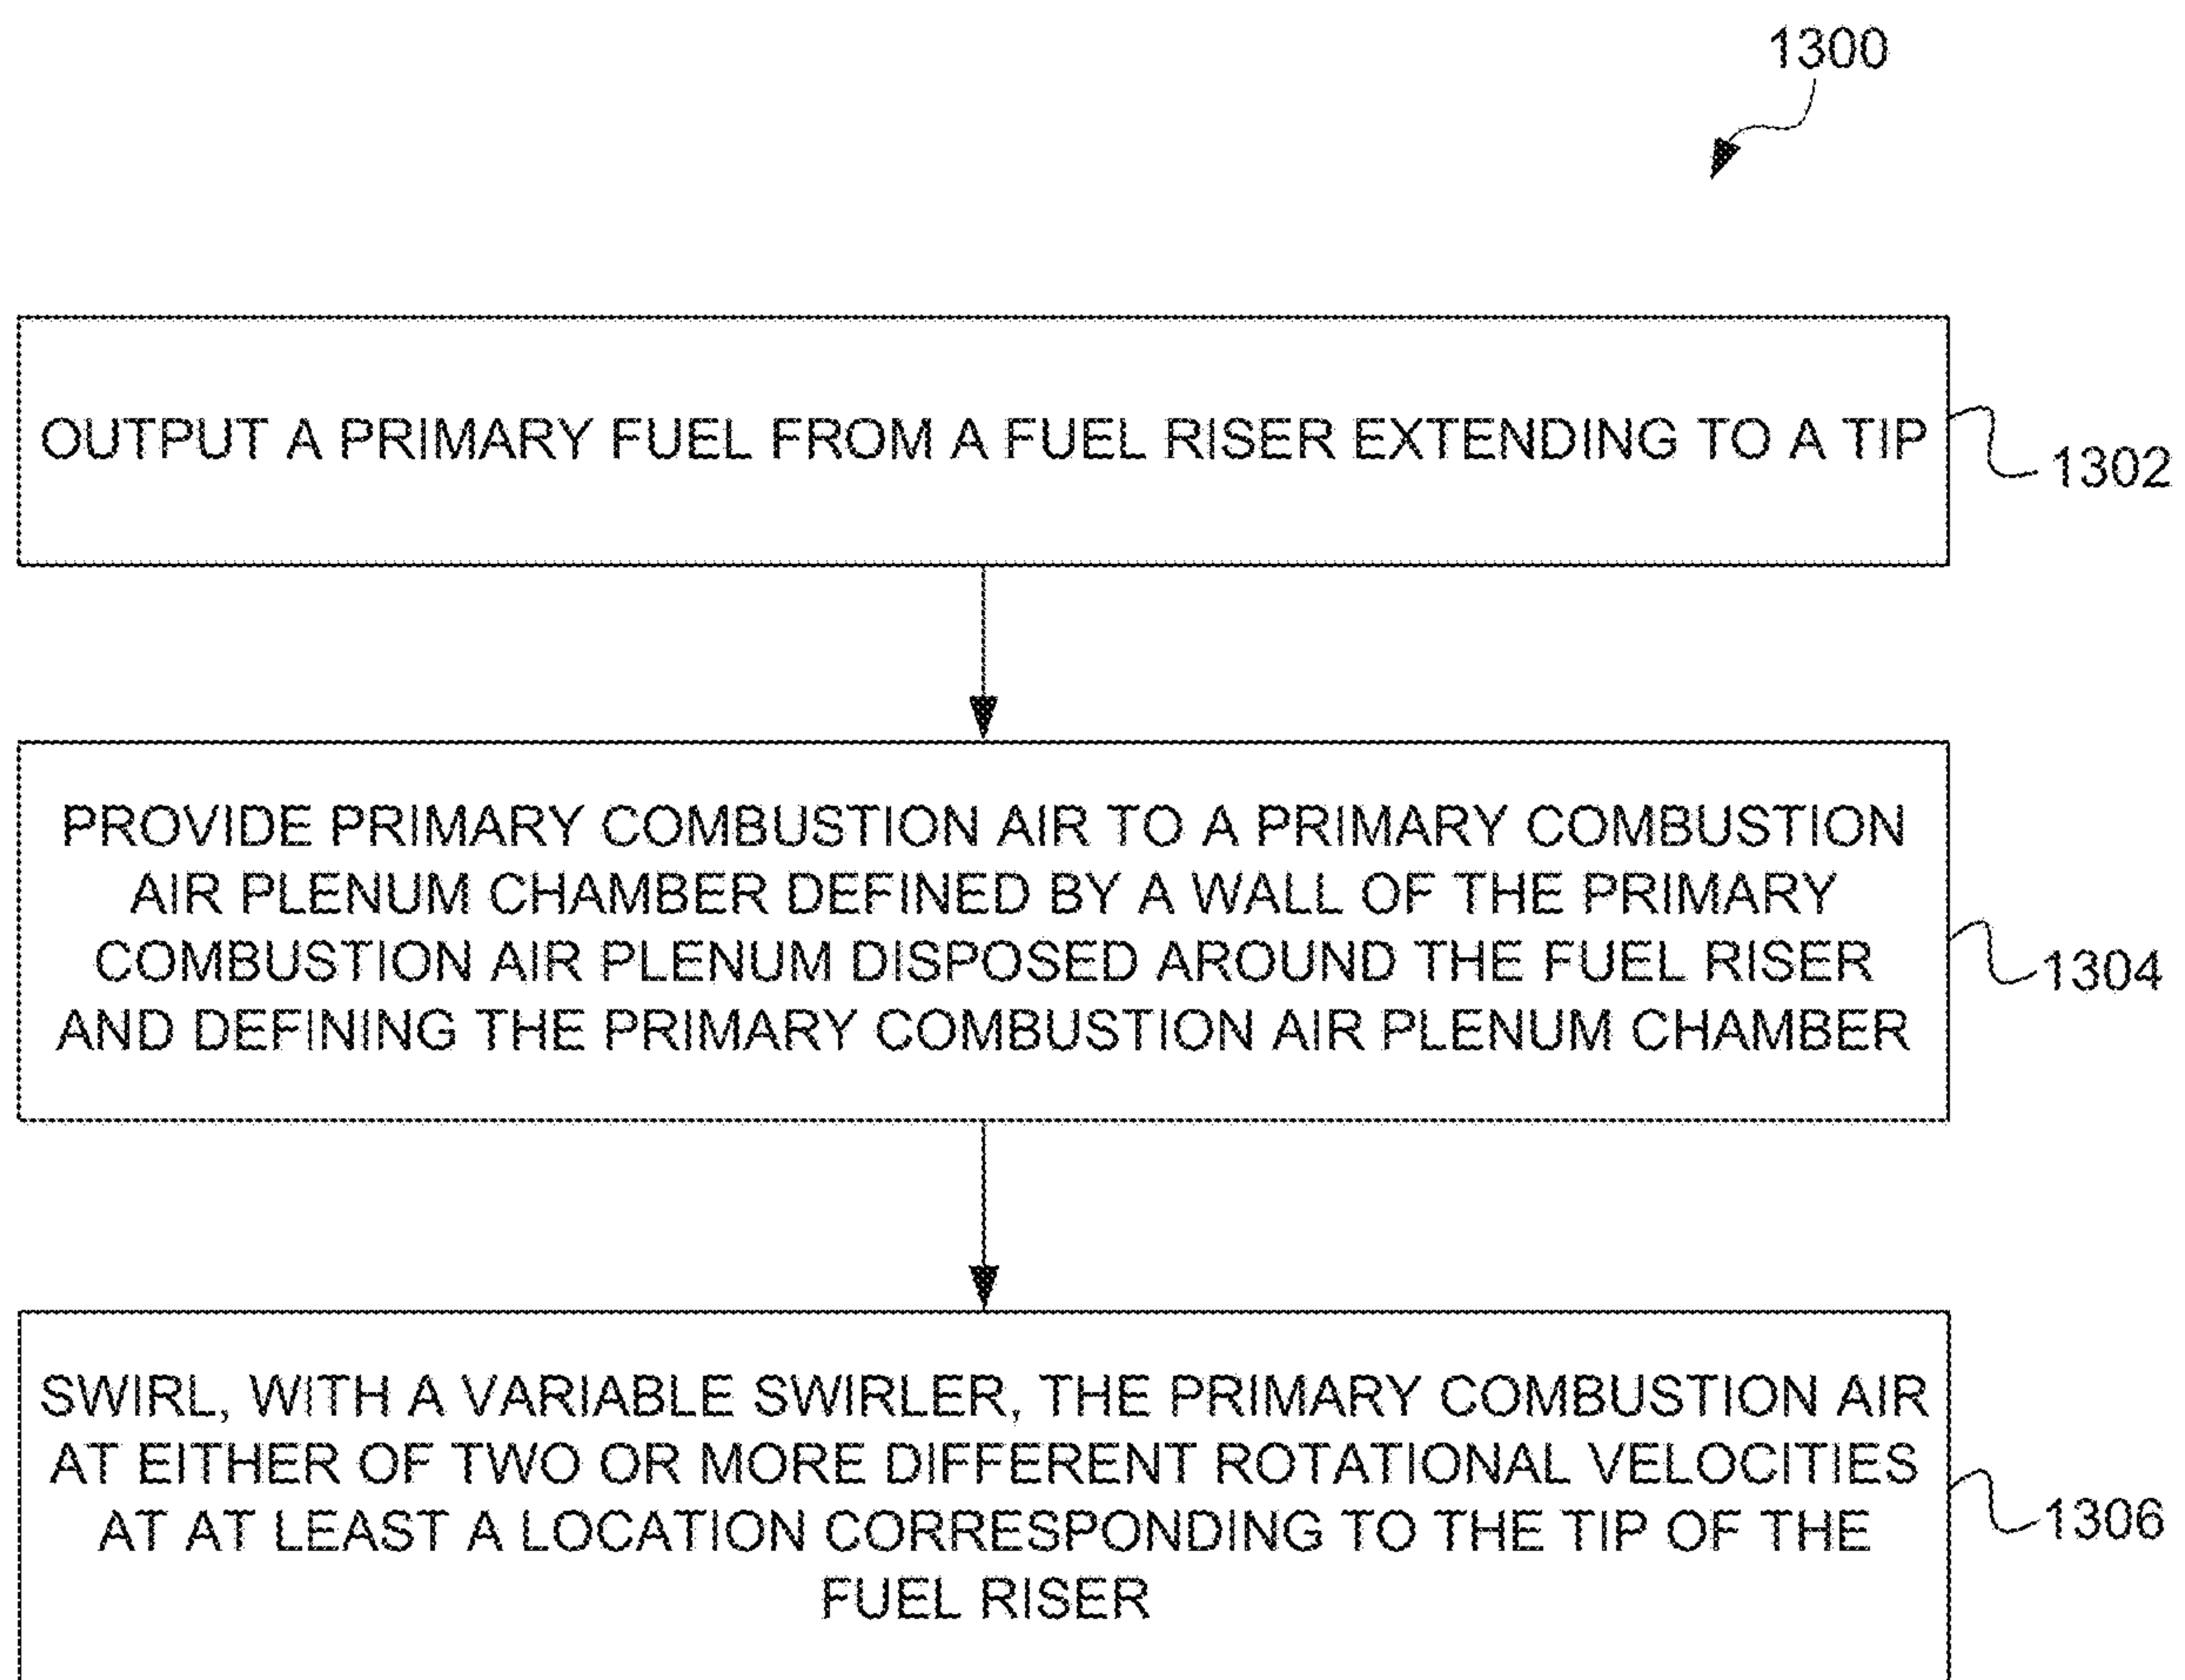 1300
OUTPUT A PRIMARY FUEL FROM A FUEL RISER EXTENDING TO A TIP
1302
PROVIDE PRIMARY COMBUSTION AIR TO A PRIMARY COMBUSTION
AIR PLENUM CHAMBER DEFINED BY A WALL OF THE PRIMARY
COMBUSTION AIR PLENUM DISPOSED AROUND THE FUEL RISER
AND DEFINING THE PRIMARY COMBUSTION AIR PLENUM CHAMBER
1304
SWIRL, WITH A VARIABLE SWIRLER, THE PRIMARY COMBUSTION AIR
AT EITHER OF TWO OR MORE DIFFERENT ROTATIONAL VELOCITIES
AT AT LEAST A LOCATION CORRESPONDING TO THE TIP OF THE
FUEL RISER
1306